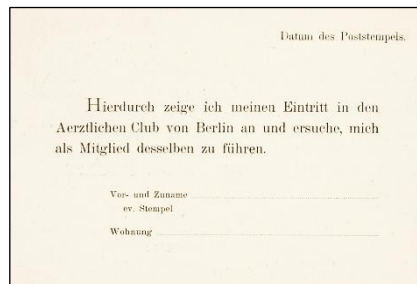 Datum des Poststempels.
Hierdurch zeige ich meinen Eintritt in den
Aerztlichen Club von Berlin an und ersuche, mich
als Mitglied desselben zu führen.
Vor- und Zuname
ev. Stempel
Wohnung